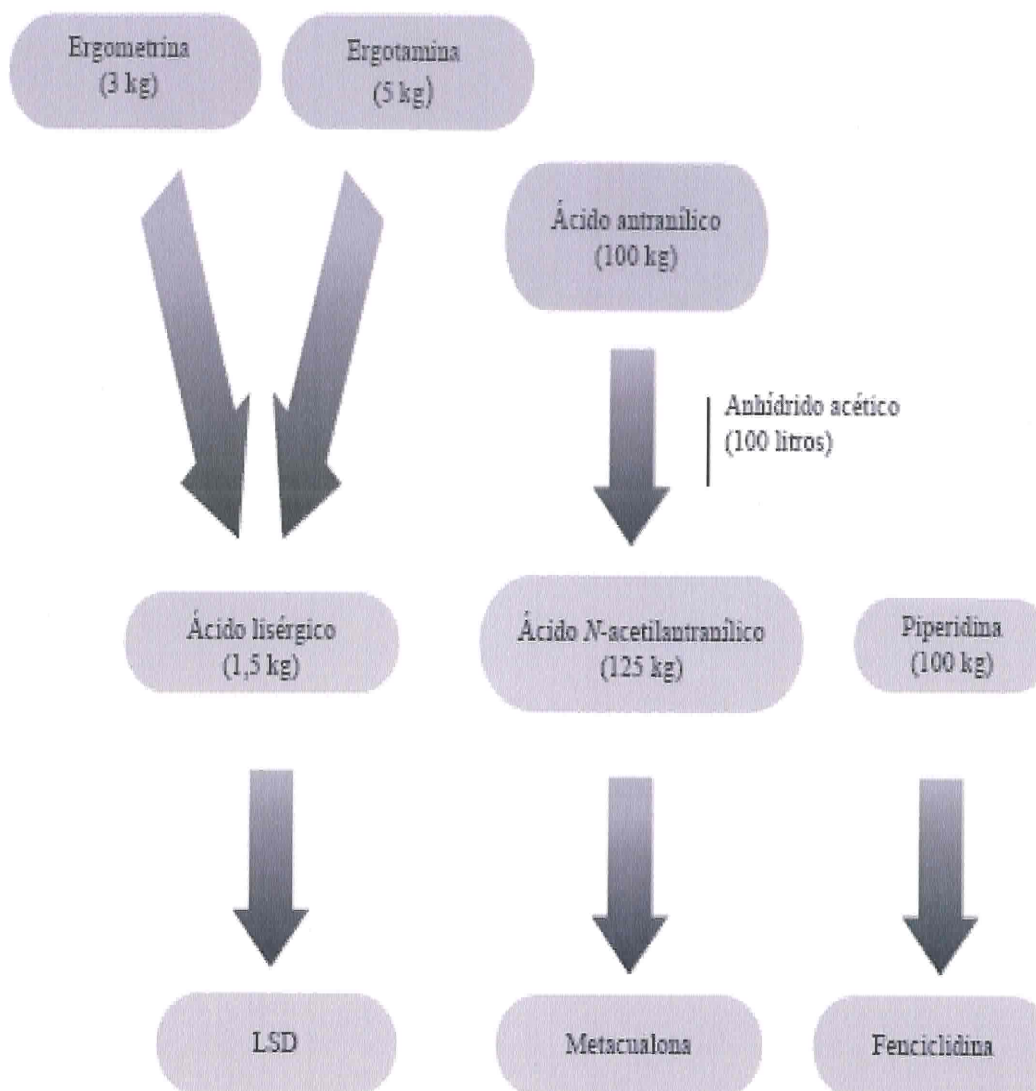 Ergometrina
(3 kg)
Ergotamina
(5 kg)
Ácido antranílico
(100 kg)
Anhídrido acético
(100 litros)
Ácido lisérgico
(1,5 kg)
Ácido N-acetilantranílico
(125 kg)
Piperidina
(100 kg)
LSD
Metacualona
Fenciclidina